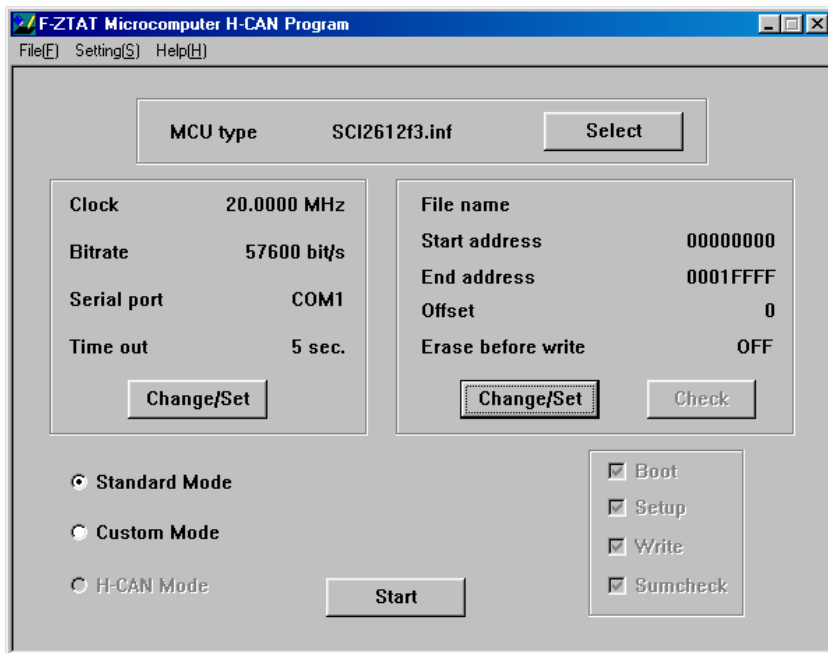 F-ZTAT Microcomputer H-CAN Program
File(F) Setting(S) Help(H)
MCU type SCI2612f3.inf Select
Clock 20.0000 MHz
Bitrate 57600 bit/s
Serial port COM1
Time out 5 sec.
Change/Set
File name
Start address 00000000
End address 0001FFFF
Offset 0
Erase before write OFF
Change/Set Check
Standard Mode
Custom Mode
H-CAN Mode
Start
Boot
Setup
Write
Sumcheck